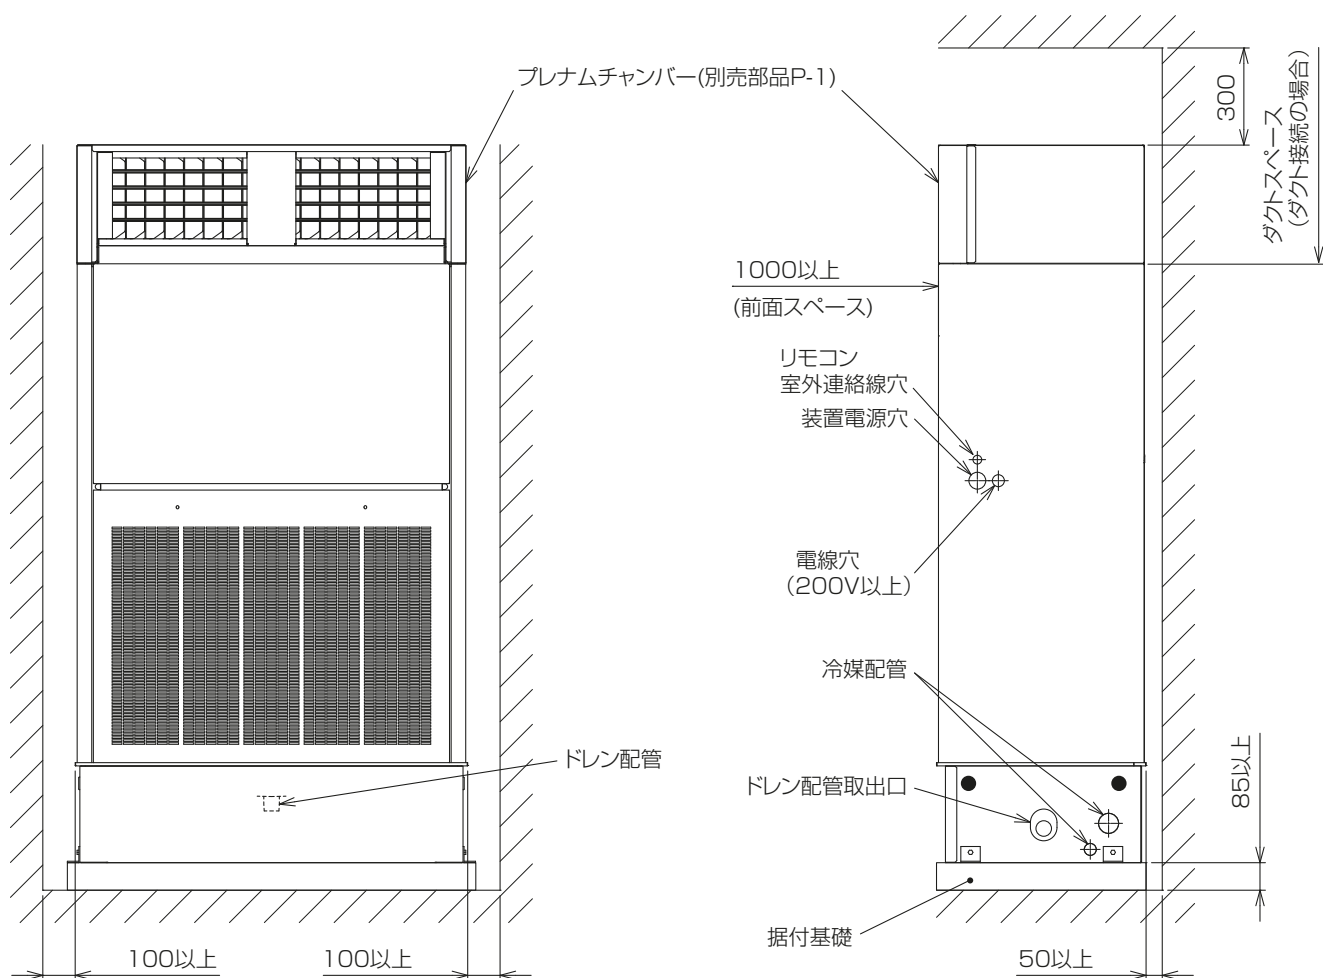 プレナムチャンバー(別売部品P-1)
300
ダクトスペース
(ダクト接続の場合)
1000以上
(前面スペース)
リモコン
室外連絡線穴
装置電源穴
電線穴
(200V以上)
冷媒配管
ドレン配管
ドレン配管取出口
85以上
据付基礎
100以上
100以上
50以上